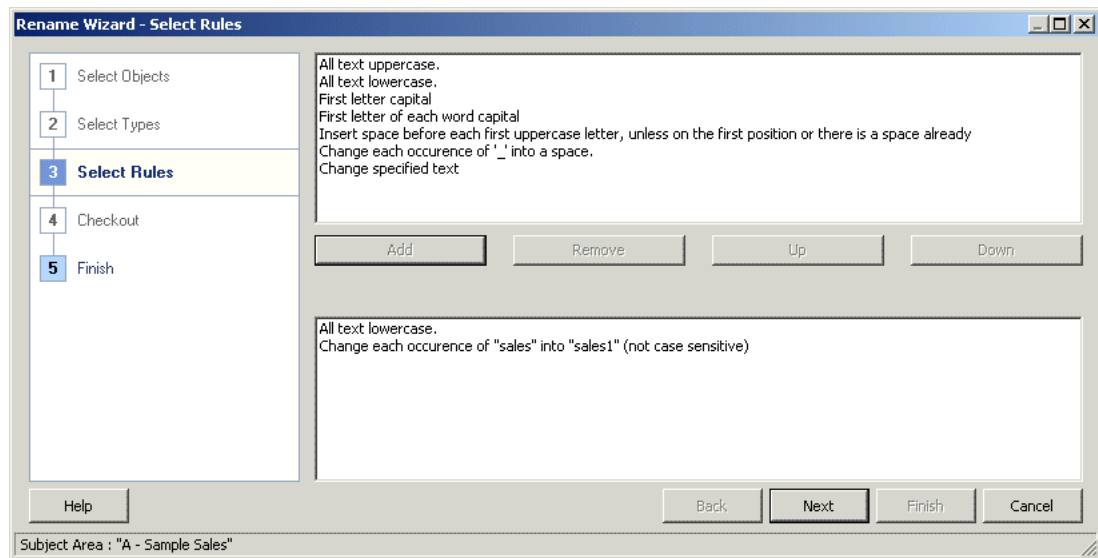 Rename Wizard - Select Rules
1 Select Objects
2 Select Types
3 Select Rules
4 Checkout
5 Finish
All text uppercase.
All text lowercase.
First letter capital
First letter of each word capital
Insert space before each first uppercase letter, unless on the first position or there is a space already
Change each occurence of '_' into a space.
Change specified text
Add Remove Up Down
All text lowercase.
Change each occurence of "sales" into "sales1" (not case sensitive)
Help Back Next Finish Cancel
Subject Area : "A - Sample Sales"